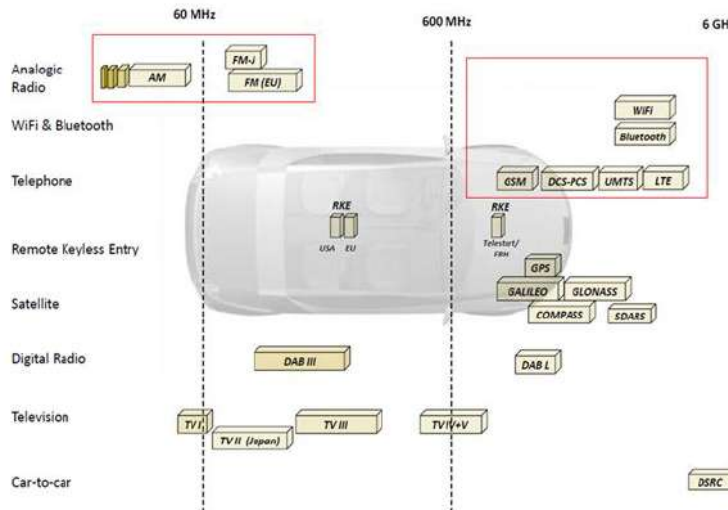 60 MHz
600 MHz
6 GH
Analogic
Radio
AM
FM-J
FM (EU)
WiFi & Bluetooth
WiFi
Bluetooth
Telephone
GSM
DCS-PCS
UMTS
LTE
RKE
RKE
USA
EU
Telestart/
Remote Keyless Entry
GPS
Satellite
GALILEO
GLONASS
COMPASS
SDARS
Digital Radio
DAB III
DAB L
Television
TV I
TV II (Japan)
TV III
TV IV+V
Car-to-car
DSRC